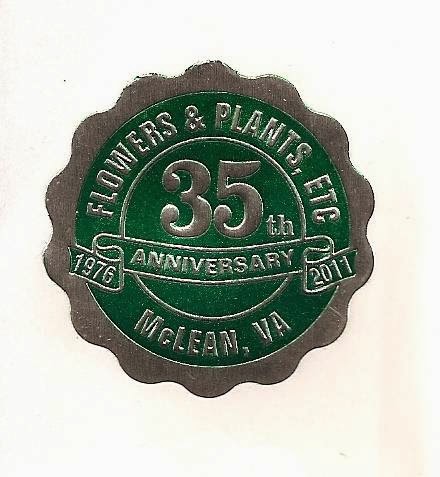 FLOWERS & PLANTS, ETC
35th
ANNIVERSARY
1976
2011
McLEAN, VA